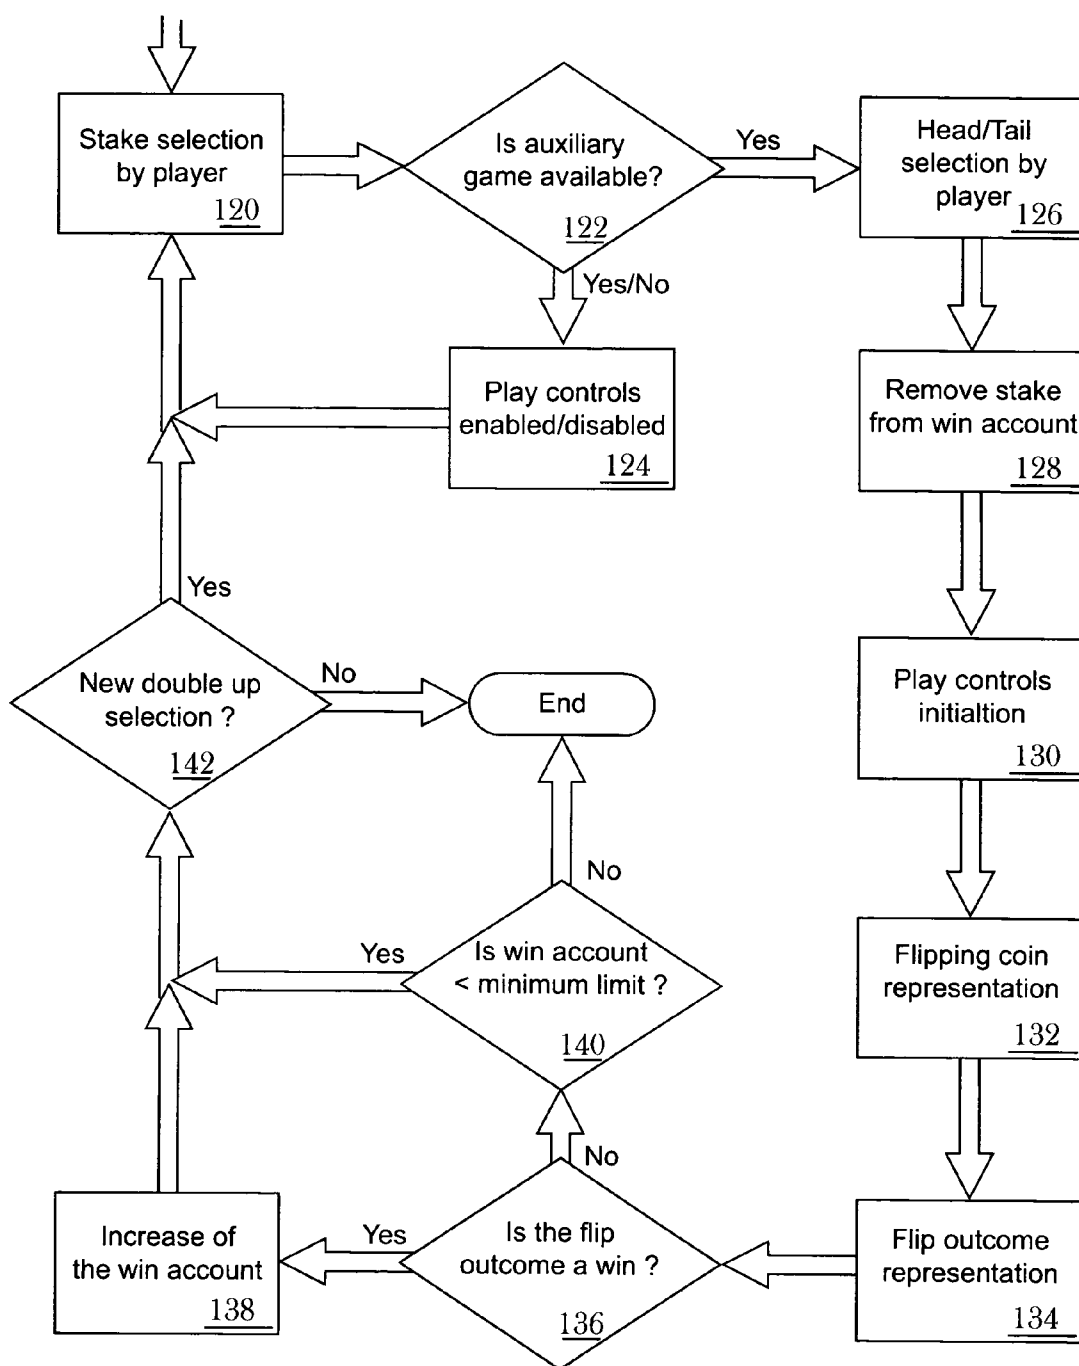 Stake selection
by player
120
Is auxiliary
game available?
122
Yes
Head/Tail
selection by
player
126
Yes/No
Play controls
enabled/disabled
124
Remove stake
from win account
128
Yes
New double up
selection ?
142
No
End
Play controls
initialtion
130
No
Yes
Is win account
< minimum limit ?
140
Flipping coin
representation
132
No
Increase of
the win account
138
Yes
Is the flip
outcome a win ?
136
Flip outcome
representation
134